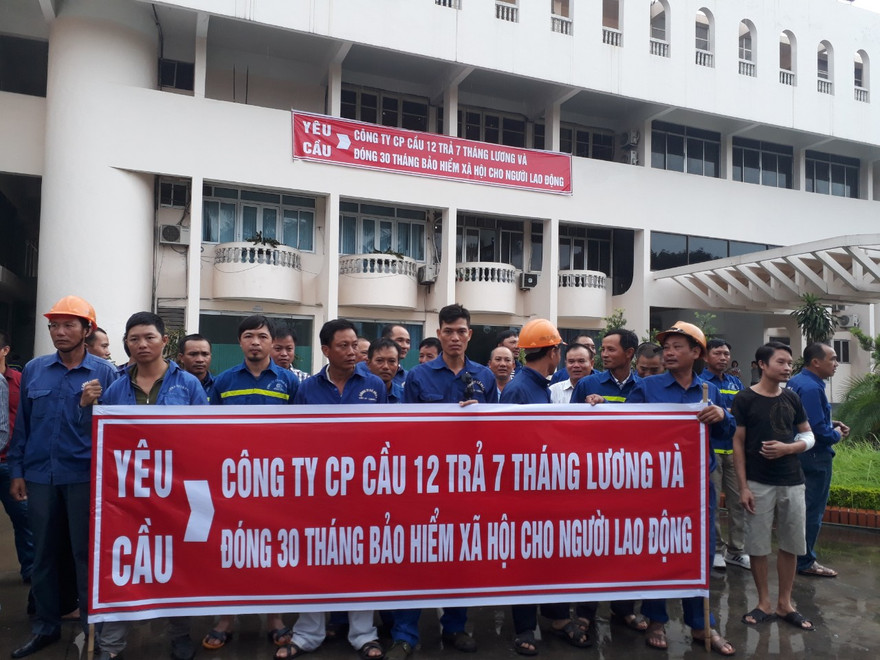 YÊU
CẦU
CÔNG TY CP CẦU 12 TRẢ 7 THÁNG LƯƠNG VÀ
ĐÓNG 30 THÁNG BẢO HIỂM XÃ HỘI CHO NGƯỜI LAO ĐỘNG
YÊU
CẦU
CÔNG TY CP CẦU 12 TRẢ 7 THÁNG LƯƠNG VÀ
ĐÓNG 30 THÁNG BẢO HIỂM XÃ HỘI CHO NGƯỜI LAO ĐỘNG